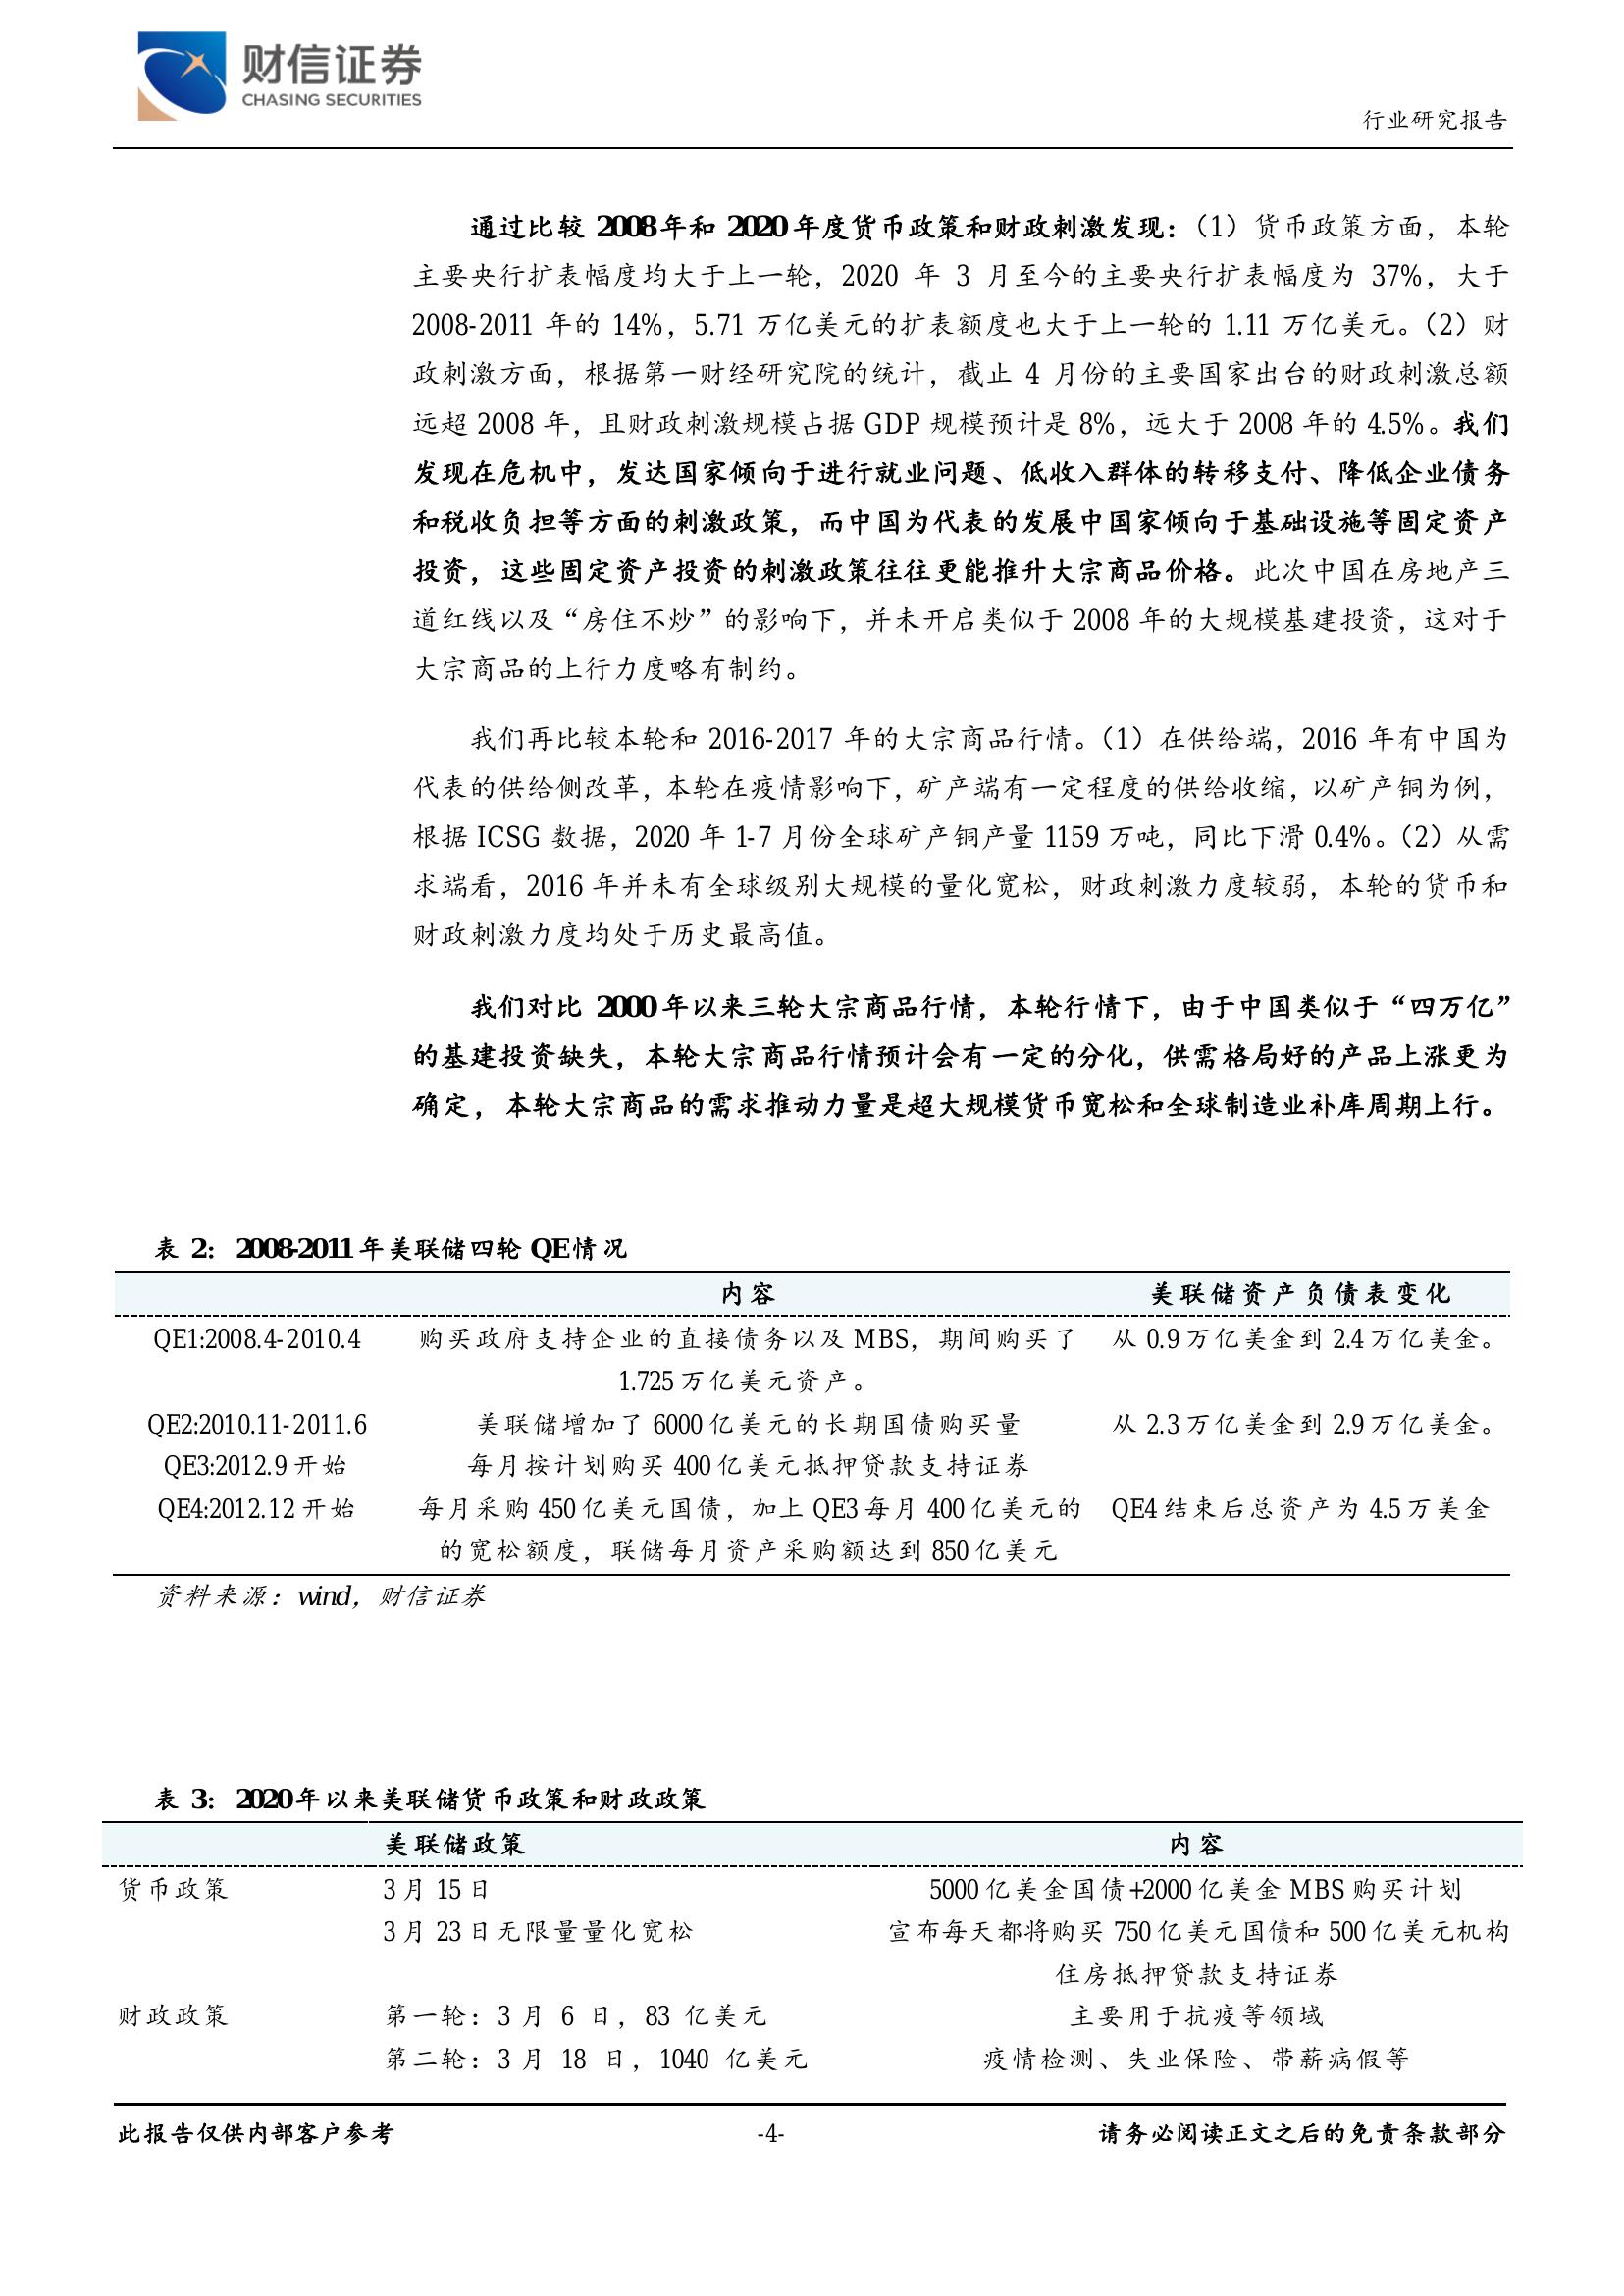 财信证券
CHASING SECURITIES
行业研究报告
通过比较 2008年和 2020年度货币政策和财政刺激发现:（1）货币政策方面，本轮
主要央行扩表幅度均大于上一轮，2020 年 3 月至今的主要央行扩表幅度为 37%，大于
2008-2011 年的 14%，5.71 万亿美元的扩表额度也大于上一轮的 1.11 万亿美元。（2）财
政刺激方面，根据第一财经研究院的统计，截止 4 月份的主要国家出台的财政刺激总额
远超 2008 年，且财政刺激规模占据 GDP 规模预计是 8%，远大于 2008 年的 4.5%。我们
发现在危机中，发达国家倾向于进行就业问题、低收入群体的转移支付、降低企业债务
和税收负担等方面的刺激政策，而中国为代表的发展中国家倾向于基础设施等固定资产
投资，这些固定资产投资的刺激政策往往更能推升大宗商品价格。此次中国在房地产三
道红线以及“房住不炒”的影响下，并未开启类似于 2008 年的大规模基建投资，这对于
大宗商品的上行力度略有制约。
我们再比较本轮和 2016-2017 年的大宗商品行情。（1）在供给端，2016 年有中国为
代表的供给侧改革，本轮在疫情影响下，矿产端有一定程度的供给收缩，以矿产铜为例，
根据 ICSG 数据，2020 年 1-7 月份全球矿产铜产量 1159 万吨，同比下滑 0.4%。（2）从需
求端看，2016 年并未有全球级别大规模的量化宽松，财政刺激力度较弱，本轮的货币和
财政刺激力度均处于历史最高值。
我们对比 2000年以来三轮大宗商品行情，本轮行情下，由于中国类似于“四万亿”
的基建投资缺失，本轮大宗商品行情预计会有一定的分化，供需格局好的产品上涨更为
确定，本轮大宗商品的需求推动力量是超大规模货币宽松和全球制造业补库周期上行。
表 2: 2008-2011年美联储四轮 QE情况
内容 美联储资产负债表变化
QE1:2008.4-2010.4 购买政府支持企业的直接债务以及 MBS，期间购买了 从 0.9 万亿美金到 2.4 万亿美金。
1.725 万亿美元资产。
QE2:2010.11-2011.6 美联储增加了 6000 亿美元的长期国债购买量 从 2.3 万亿美金到 2.9 万亿美金。
QE3:2012.9 开始 每月按计划购买 400 亿美元抵押贷款支持证券
QE4:2012.12 开始 每月采购 450 亿美元国债，加上 QE3 每月 400 亿美元的 QE4 结束后总资产为 4.5 万美金
的宽松额度，联储每月资产采购额达到 850 亿美元
资料来源: wind，财信证券
表 3: 2020年以来美联储货币政策和财政政策
美联储政策 内容
货币政策 3 月 15 日 5000 亿美金国债+2000 亿美金 MBS 购买计划
3 月 23 日无限量量化宽松 宣布每天都将购买 750 亿美元国债和 500 亿美元机构
住房抵押贷款支持证券
财政政策 第一轮: 3 月 6 日，83 亿美元 主要用于抗疫等领域
第二轮: 3 月 18 日，1040 亿美元 疫情检测、失业保险、带薪病假等
此报告仅供内部客户参考 -4- 请务必阅读正文之后的免责条款部分